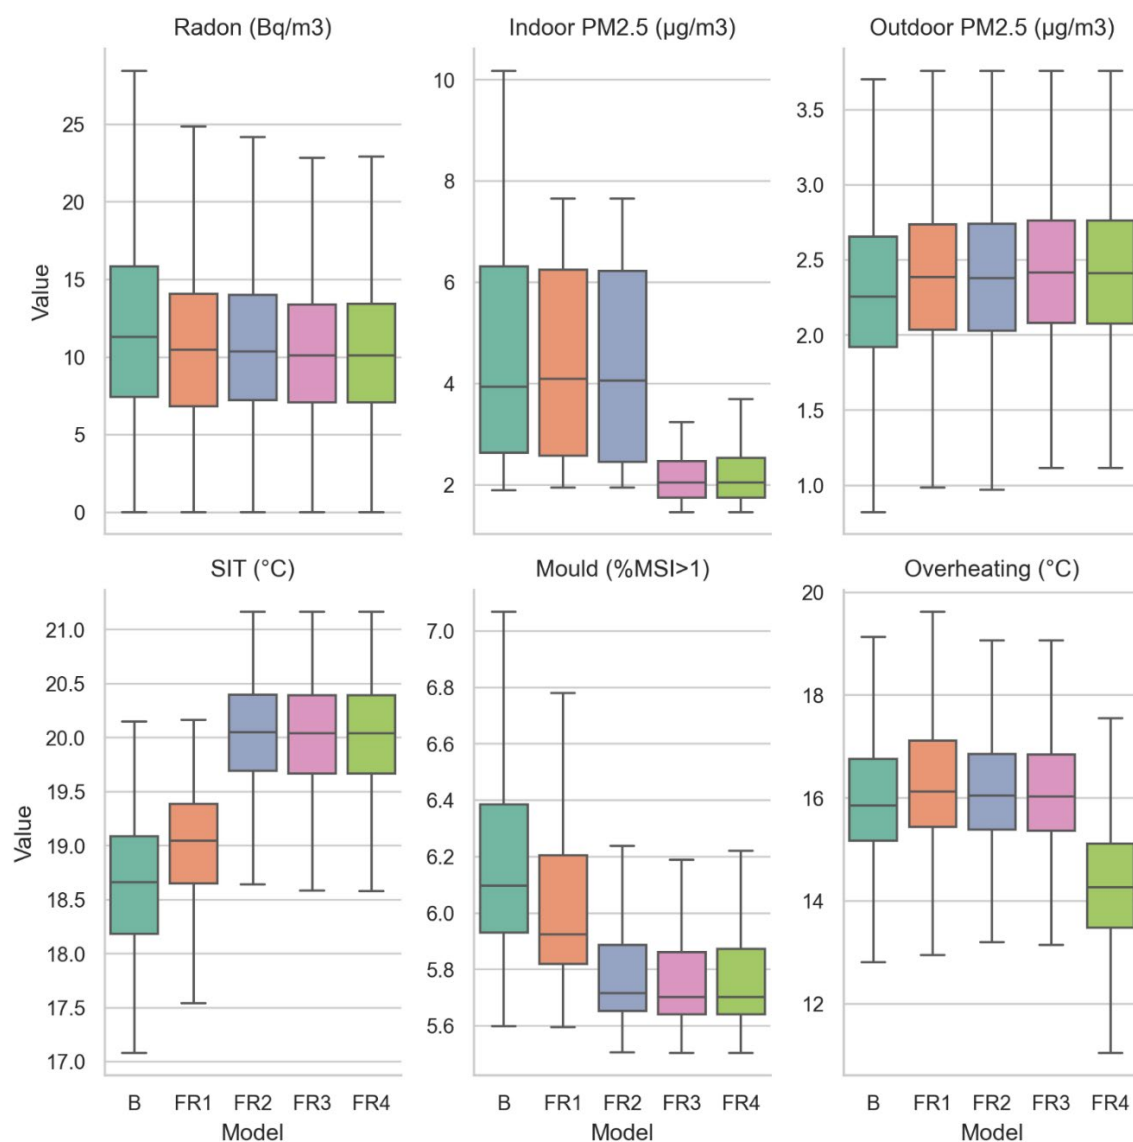 Radon (Bq/m3)
Indoor PM2.5 (µg/m3)
Outdoor PM2.5 (µg/m3)
Value
25
20
15
10
5
0
10
8
6
4
2
3.5
3.0
2.5
2.0
1.5
1.0
SIT (°C)
Mould (%MSI>1)
Overheating (°C)
Value
21.0
20.5
20.0
19.5
19.0
18.5
18.0
17.5
17.0
7.0
6.8
6.6
6.4
6.2
6.0
5.8
5.6
20
18
16
14
12
B FR1 FR2 FR3 FR4
B FR1 FR2 FR3 FR4
B FR1 FR2 FR3 FR4
Model
Model
Model